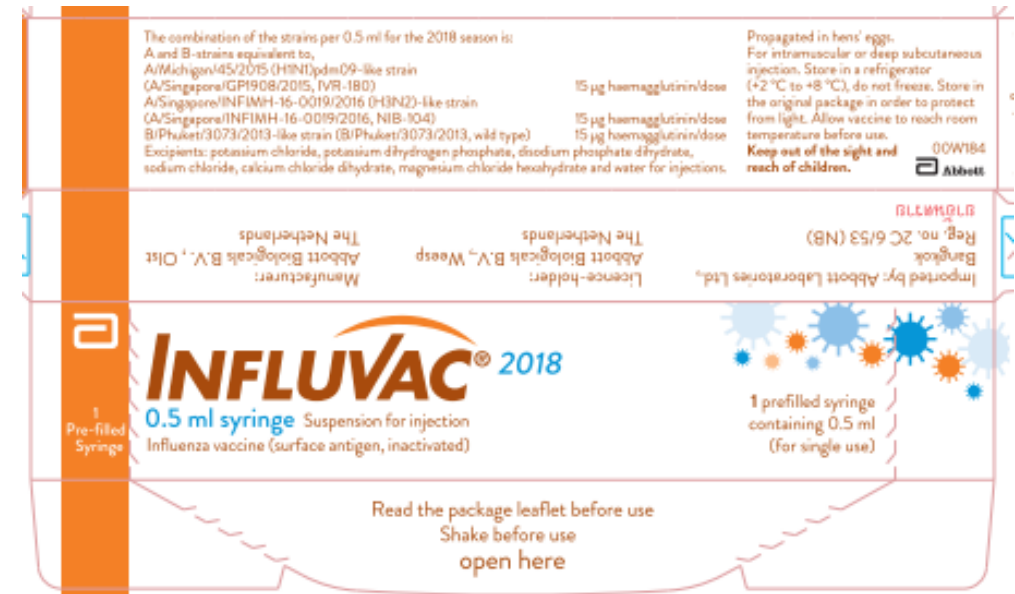 The combination of the strains per 0.5 ml for the 2018 season is:
A and B-strains equivalent to,
A/Michigan/45/2015 (H1N1)pdm09-like strain
(A/Singapore/GP1908/2015, IVR-180) 15 µg haemagglutinin/dose
A/Singapore/INFIMH-16-0019/2016 (H3N2)-like strain
(A/Singapore/INFIMH-16-0019/2016, NIB-104) 15 µg haemagglutinin/dose
B/Phuket/3073/2013-like strain (B/Phuket/3073/2013, wild type) 15 µg haemagglutinin/dose
Excipients: potassium chloride, potassium dihydrogen phosphate, disodium phosphate dihydrate,
sodium chloride, calcium chloride dihydrate, magnesium chloride hexahydrate and water for injections.
Propagated in hens' eggs.
For intramuscular or deep subcutaneous
injection. Store in a refrigerator
(+2 °C to +8 °C), do not freeze. Store in
the original package in order to protect
from light. Allow vaccine to reach room
temperature before use.
Keep out of the sight and
reach of children.
00W184
Abbott
Imported by: Abbott Laboratories Ltd.,
Bangkok
Reg. no. 2C 6/53 (NB)
Licence-holder:
Abbott Biologicals B.V., Weesp
The Netherlands
Manufacturer:
Abbott Biologicals B.V. , Olst
The Netherlands
1
Pre-filled
Syringe
INFLUVAC® 2018
0.5 ml syringe Suspension for injection
Influenza vaccine (surface antigen, inactivated)
1 prefilled syringe
containing 0.5 ml
(for single use)
Read the package leaflet before use
Shake before use
open here